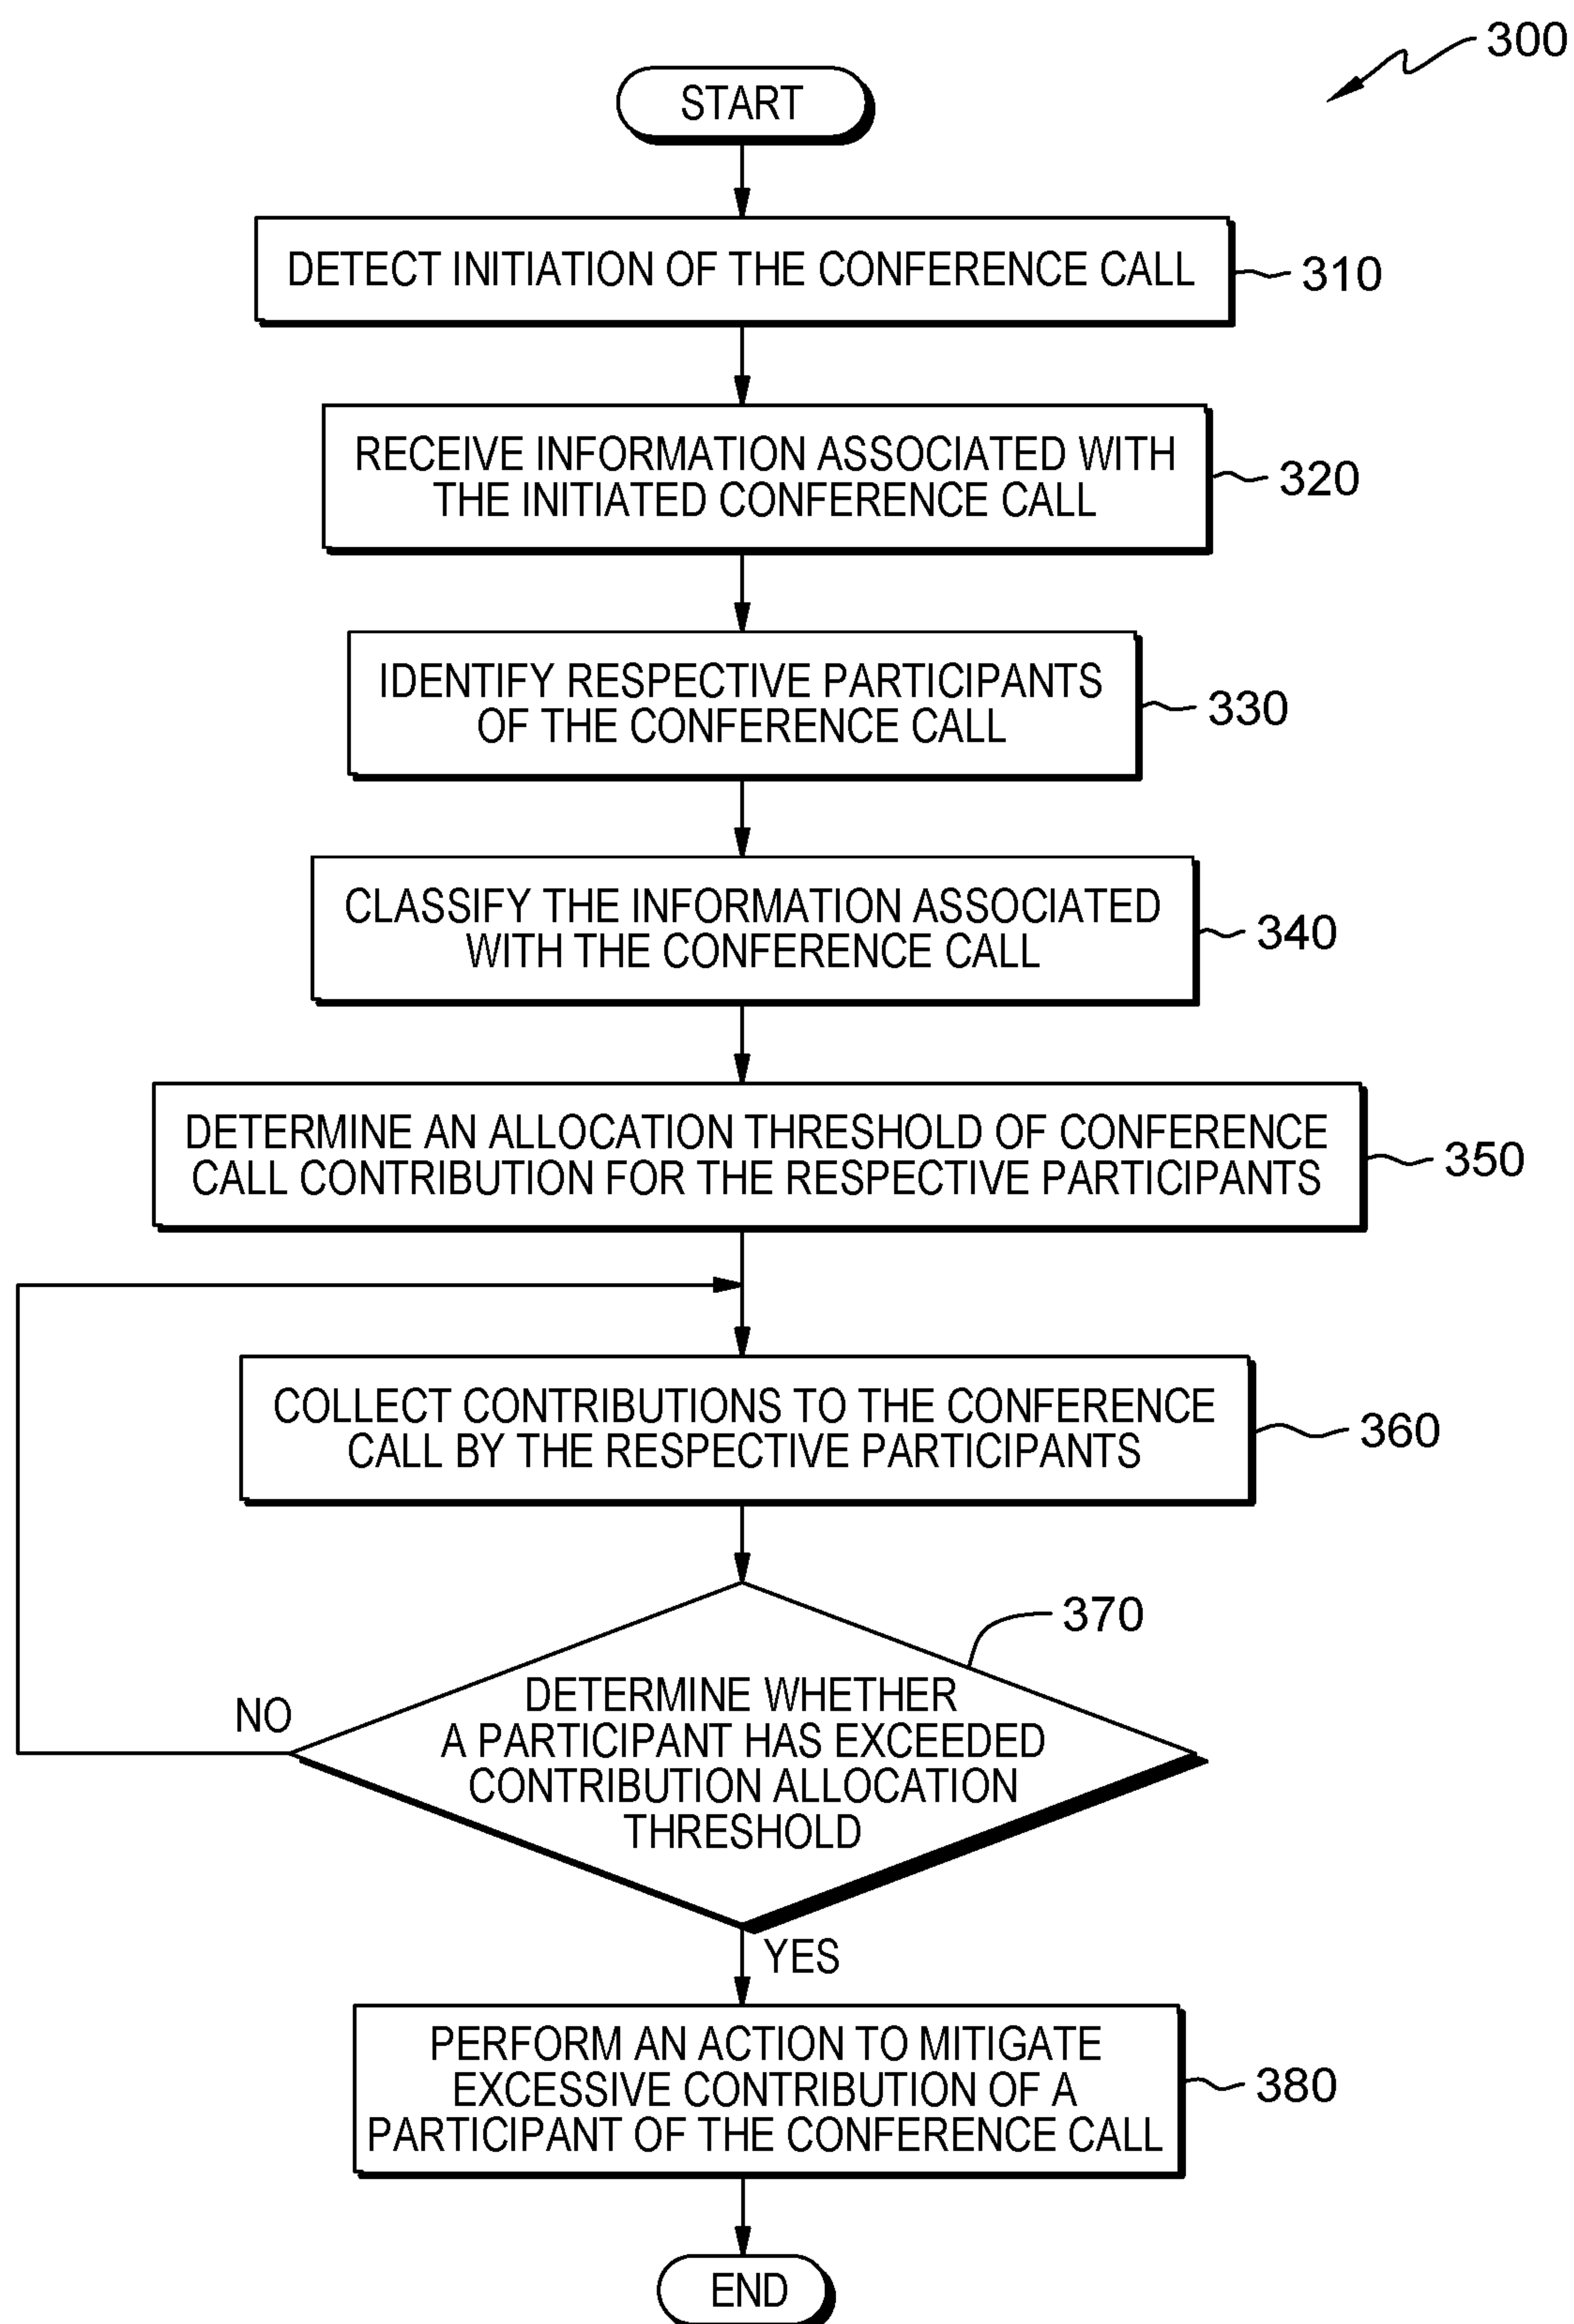 300
START
DETECT INITIATION OF THE CONFERENCE CALL
310
RECEIVE INFORMATION ASSOCIATED WITH
THE INITIATED CONFERENCE CALL
320
IDENTIFY RESPECTIVE PARTICIPANTS
OF THE CONFERENCE CALL
330
CLASSIFY THE INFORMATION ASSOCIATED
WITH THE CONFERENCE CALL
340
DETERMINE AN ALLOCATION THRESHOLD OF CONFERENCE
CALL CONTRIBUTION FOR THE RESPECTIVE PARTICIPANTS
350
COLLECT CONTRIBUTIONS TO THE CONFERENCE
CALL BY THE RESPECTIVE PARTICIPANTS
360
370
DETERMINE WHETHER
A PARTICIPANT HAS EXCEEDED
CONTRIBUTION ALLOCATION
THRESHOLD
NO
YES
PERFORM AN ACTION TO MITIGATE
EXCESSIVE CONTRIBUTION OF A
PARTICIPANT OF THE CONFERENCE CALL
380
END